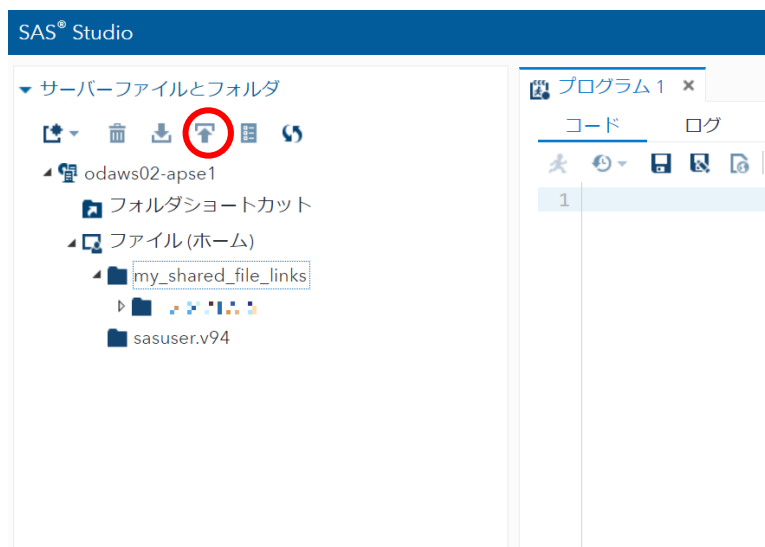 SAS® Studio
サーバーファイルとフォルダ
odaws02-apse1
フォルダショートカット
ファイル (ホーム)
my_shared_file_links
sasuser.v94
プログラム 1
コード ログ
1